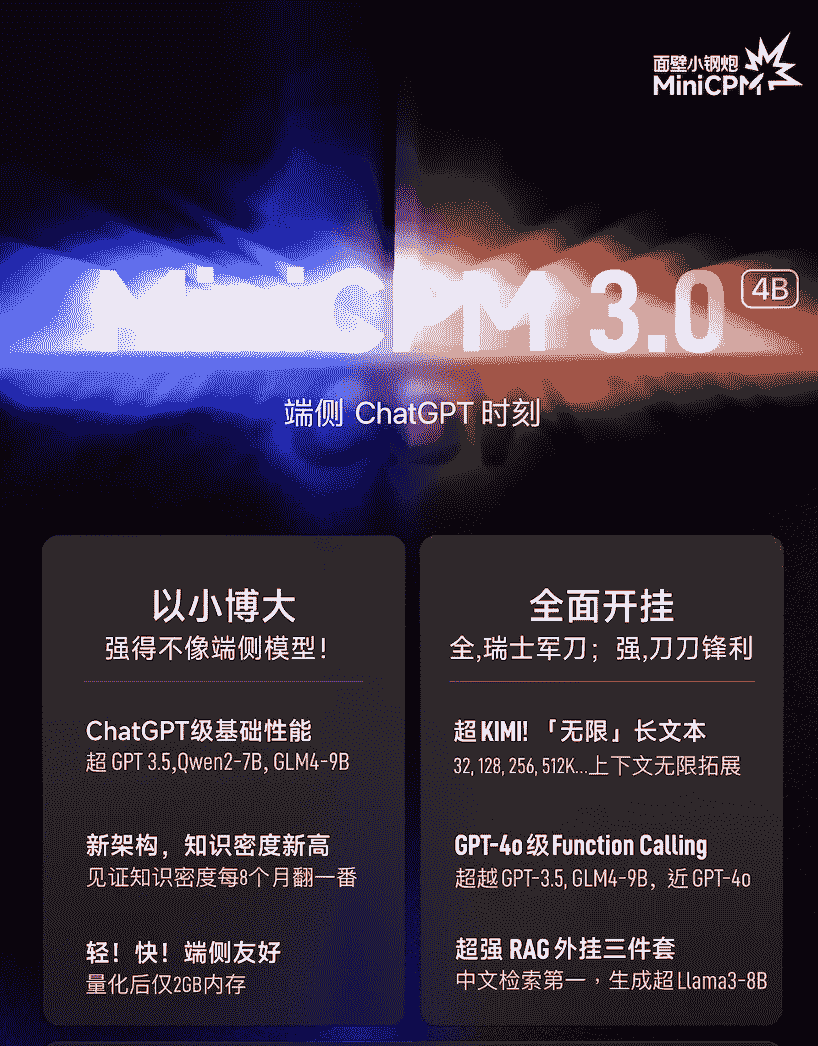 面壁小钢炮
MiniCPM
MiniCPM 3.0 4B
端侧 ChatGPT 时刻
以小博大
强得不像端侧模型！
ChatGPT级基础性能
超 GPT 3.5,Qwen2-7B, GLM4-9B
新架构，知识密度新高
见证知识密度每8个月翻一番
轻！快！端侧友好
量化后仅2GB内存
全面开挂
全,瑞士军刀；强,刀刀锋利
超 KIMI! 「无限」长文本
32, 128, 256, 512K...上下文无限拓展
GPT-4o 级 Function Calling
超越 GPT-3.5, GLM4-9B，近 GPT-4o
超强 RAG 外挂三件套
中文检索第一，生成超 Llama3-8B